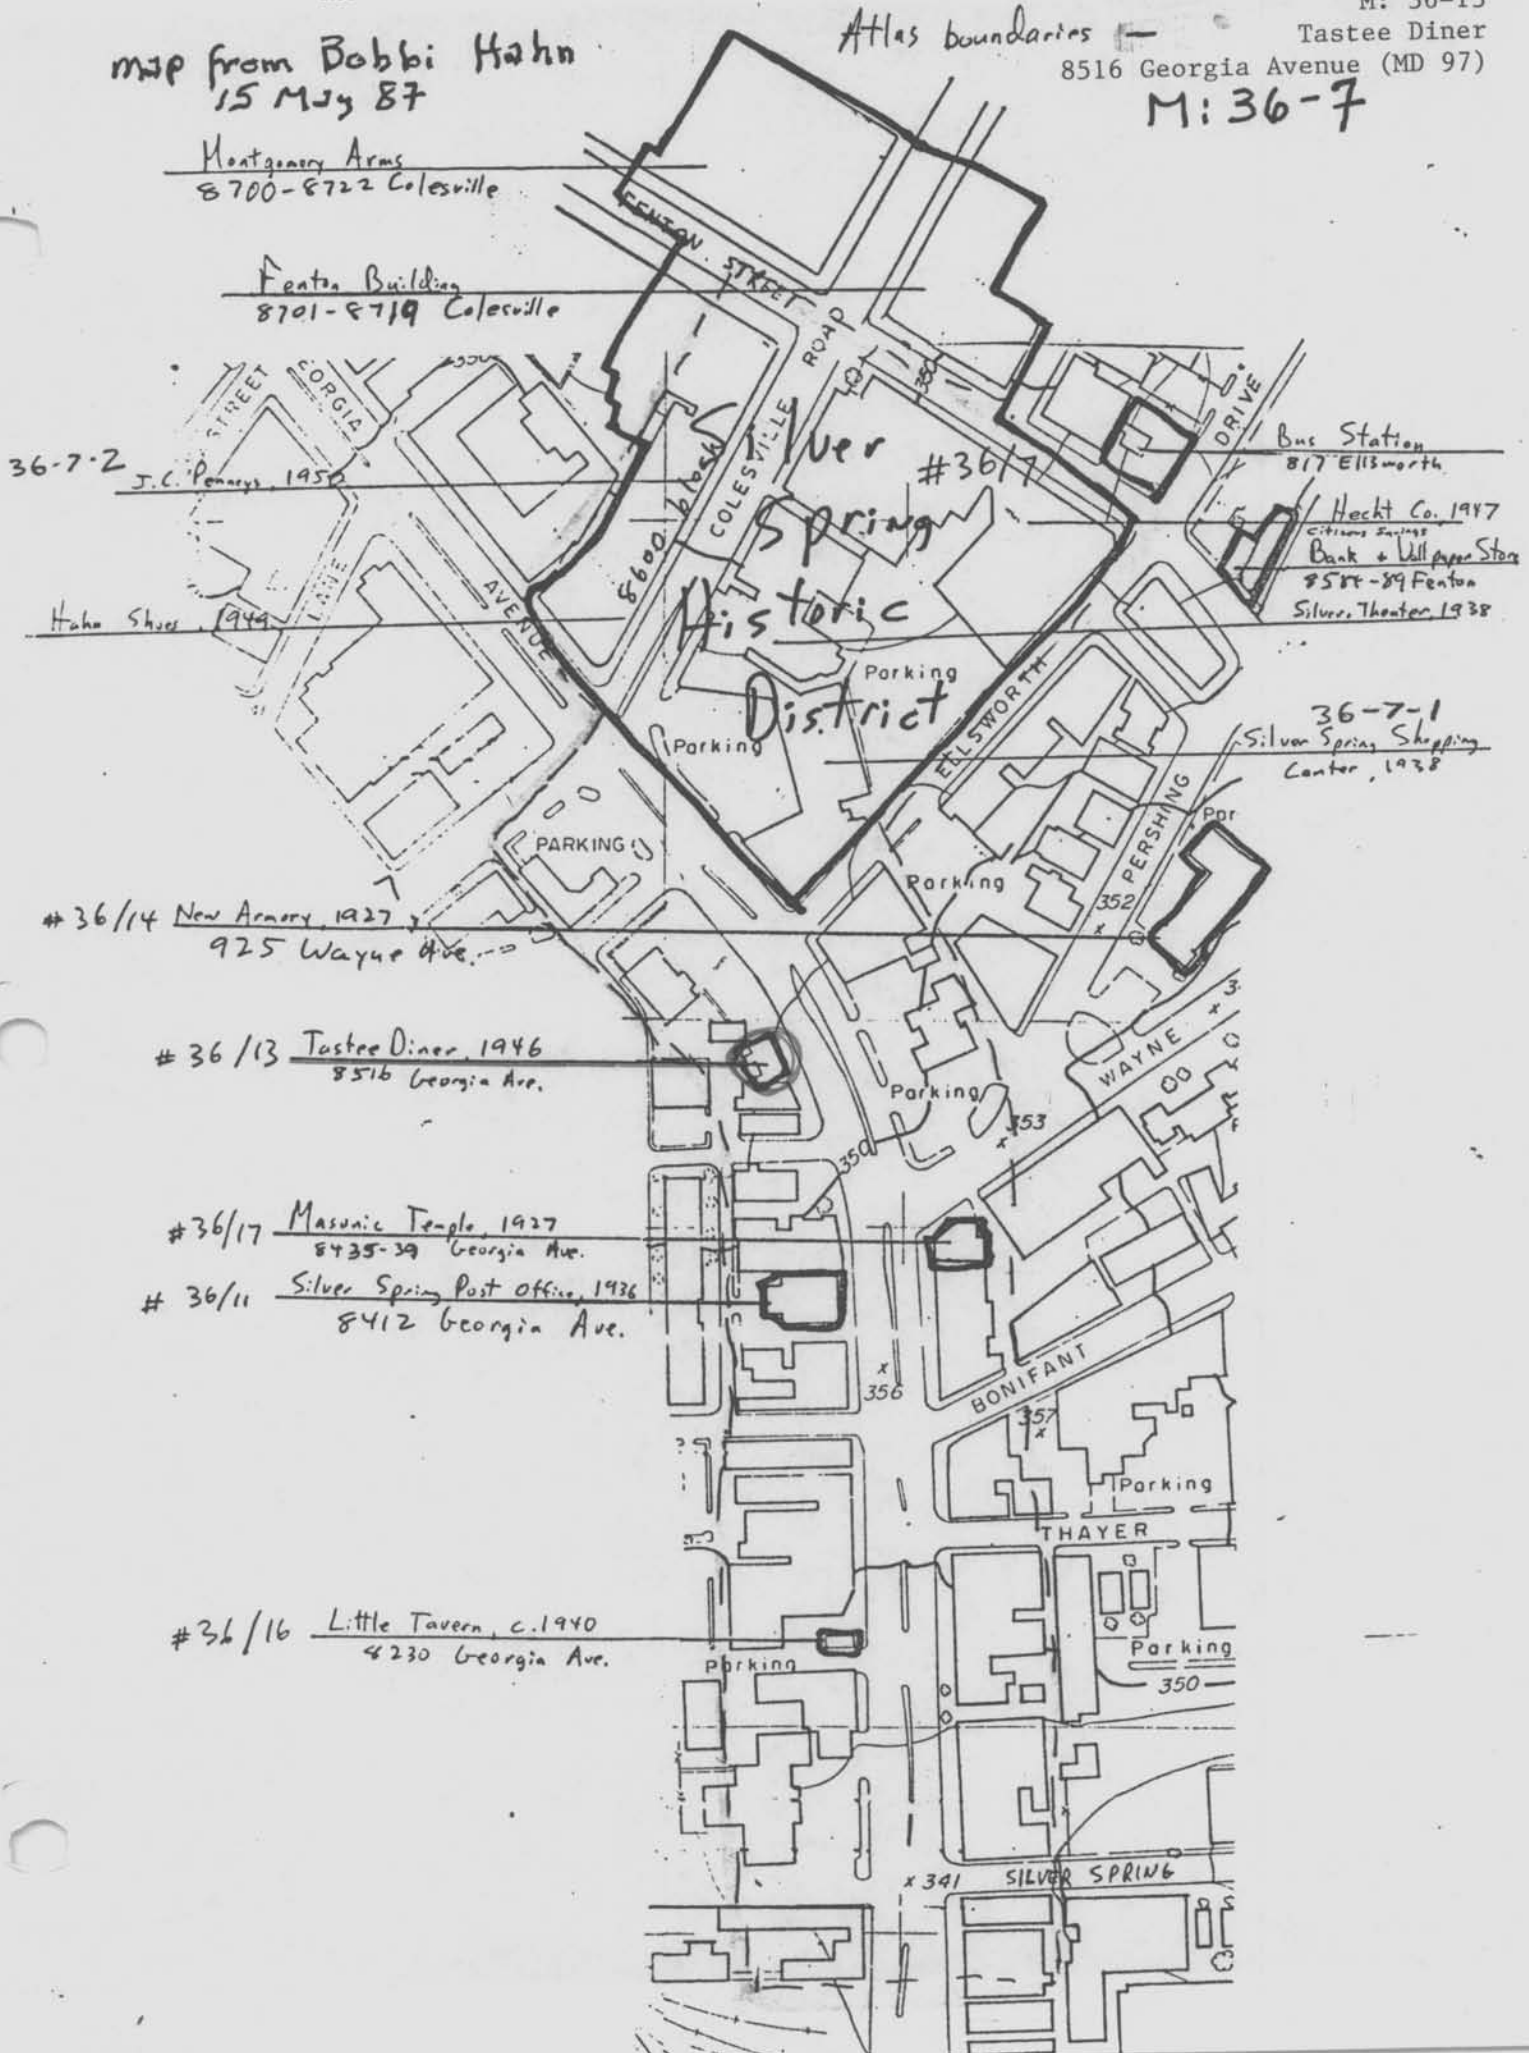 map from Bobbi Hahn
15 May 87
Atlas boundaries —
M: 36-13
Tastee Diner
8516 Georgia Avenue (MD 97)
M: 36-7
Montgomery Arms
8700-8722 Colesville
FENTON STREET
Fenton Building
8701-8719 Colesville
COLESVILLE ROAD
350
350
STREET
GEORGIA
DRIVE
36-7-2
J.C. Penneys, 1950
8600 block
Silver
Spring
Historic
District
#36/7
Bus Station
817 Ellsworth
Hecht Co. 1947
Citizens Savings
Bank & Wallpaper Store
Fenton
Silver Theater, 1938
Hahn Shoes, 1949
LANE
AVENUE
Parking
Parking
ELLSWORTH
36-7-1
Silver Spring Shopping
Center, 1938
PERSHING
Par
PARKING
Parking
352
# 36/14 New Armory, 1927
925 Wayne Ave.
WAYNE
# 36/13 Tastee Diner, 1946
8516 Georgia Ave.
Parking
353
350
#36/17 Masonic Temple, 1927
8435-39 Georgia Ave.
# 36/11 Silver Spring Post Office, 1936
8412 Georgia Ave.
356
BONIFANT
357
Parking
THAYER
#36/16 Little Tavern, c.1940
8230 Georgia Ave.
Parking
Parking
350
x 341
SILVER SPRING